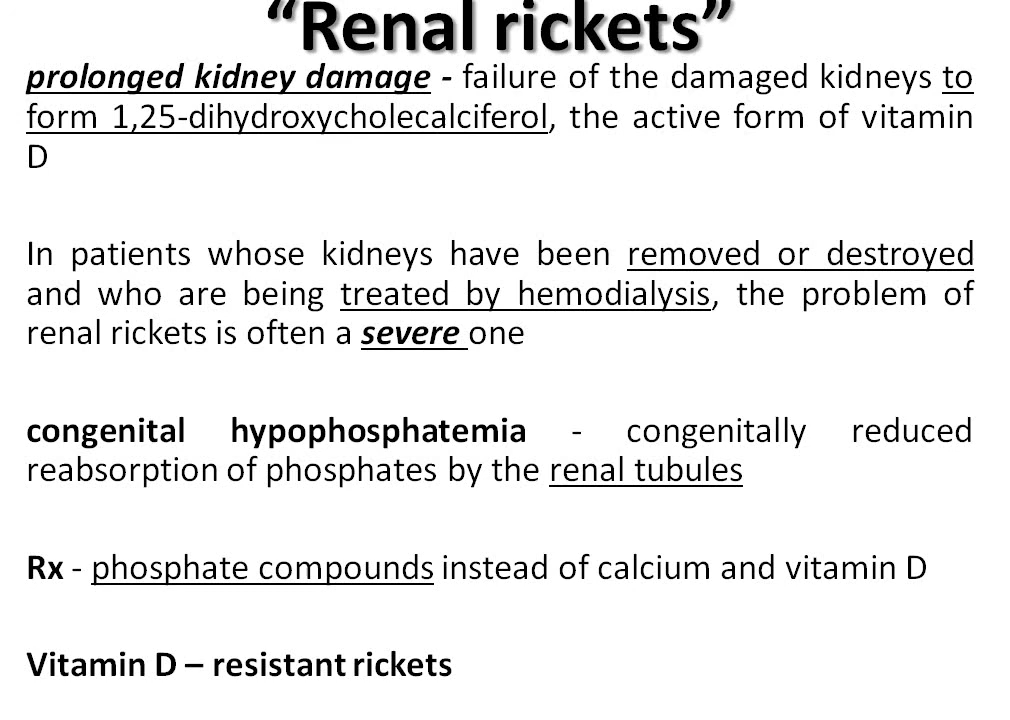 “Renal rickets”
prolonged kidney damage - failure of the damaged kidneys to
form 1,25-dihydroxycholecalciferol, the active form of vitamin
D
In patients whose kidneys have been removed or destroyed
and who are being treated by hemodialysis, the problem of
renal rickets is often a severe one
congenital hypophosphatemia - congenitally reduced
reabsorption of phosphates by the renal tubules
Rx - phosphate compounds instead of calcium and vitamin D
Vitamin D – resistant rickets